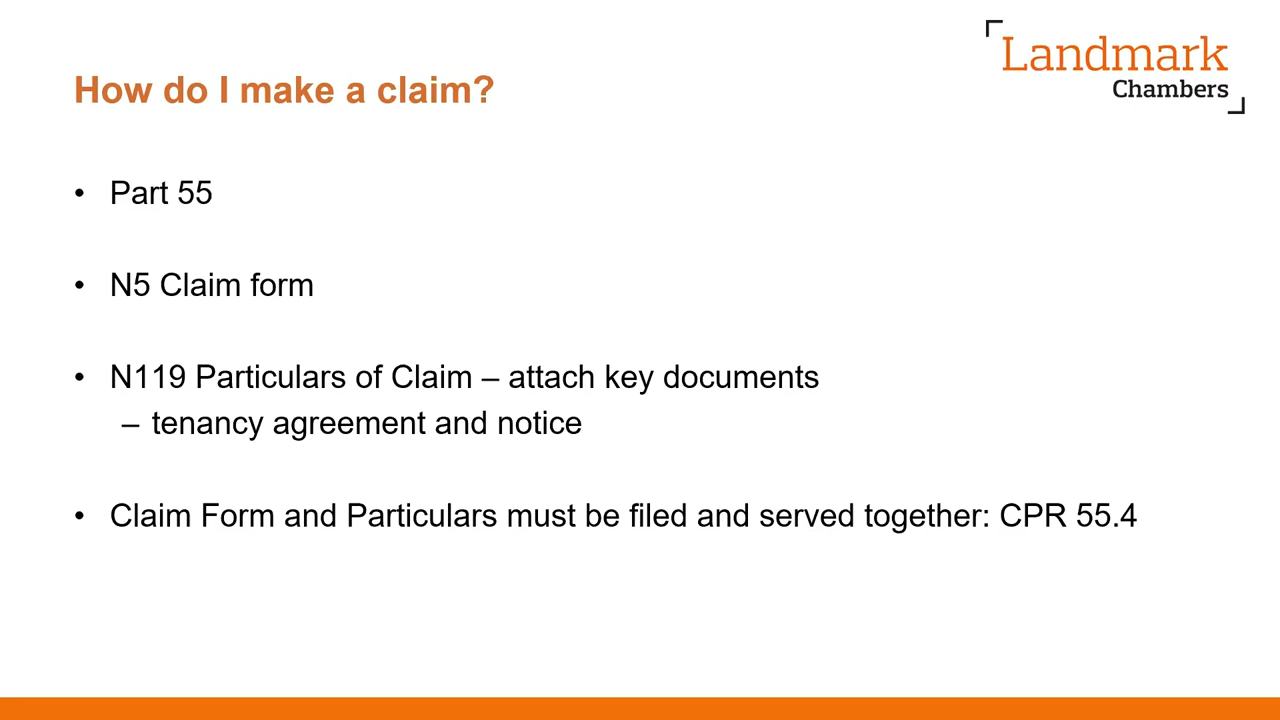 Landmark
Chambers
How do I make a claim?
• Part 55
• N5 Claim form
• N119 Particulars of Claim – attach key documents
– tenancy agreement and notice
• Claim Form and Particulars must be filed and served together: CPR 55.4